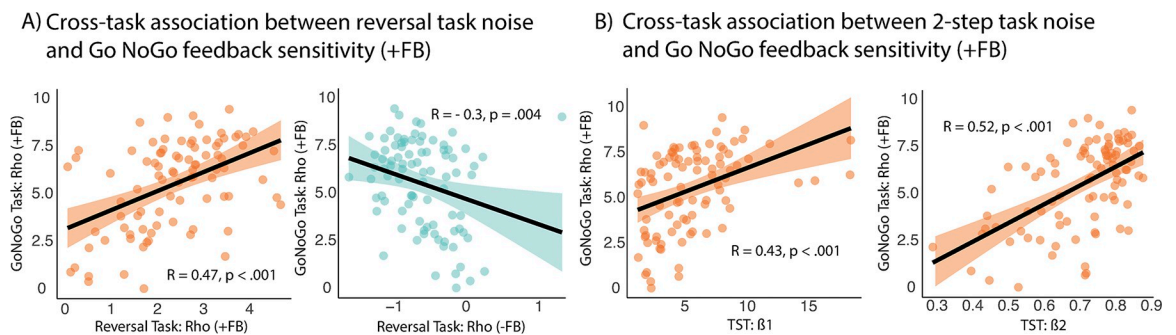 A) Cross-task association between reversal task noise
and Go NoGo feedback sensitivity (+FB)
B) Cross-task association between 2-step task noise
and Go NoGo feedback sensitivity (+FB)
GoNoGo Task: Rho (+FB)
10
7.5
5.0
2.5
0
R = 0.47, p < .001
0 1 2 3 4
Reversal Task: Rho (+FB)
GoNoGo Task: Rho (+FB)
10
7.5
5.0
2.5
0
R = - 0.3, p = .004
−1 0 1
Reversal Task: Rho (-FB)
GoNoGo Task: Rho (+FB)
10
7.5
5.0
2.5
0
R = 0.43, p < .001
5 10 15
TST: ß1
GoNoGo Task: Rho (+FB)
10
7.5
5.0
2.5
0
R = 0.52, p < .001
0.3 0.4 0.5 0.6 0.7 0.8 0.9
TST: ß2